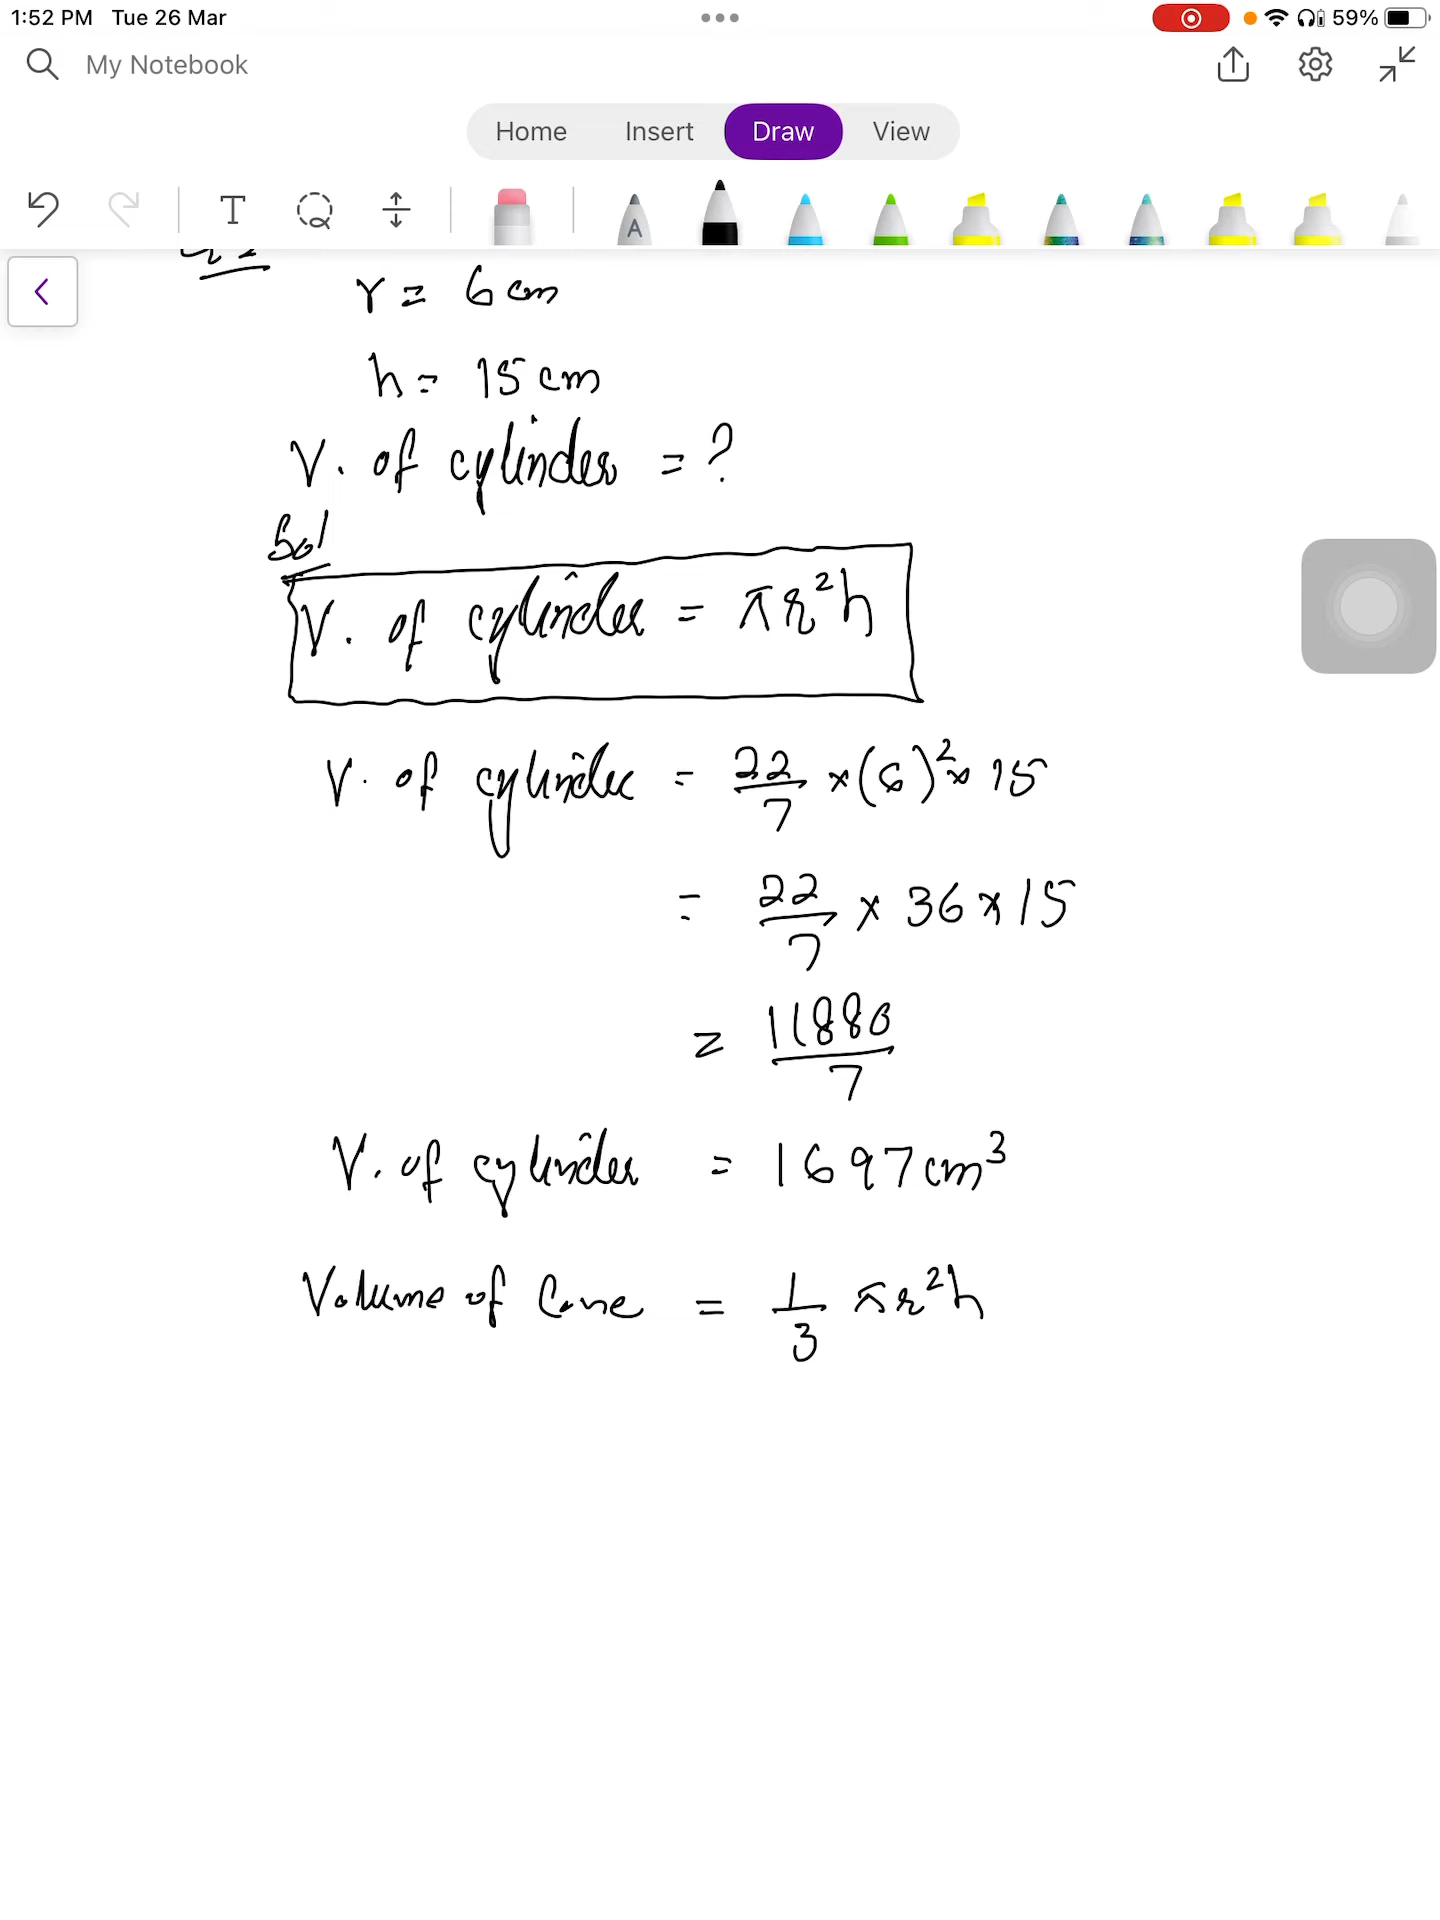 1:52 PM Tue 26 Mar
59%
My Notebook
Home Insert Draw View
T
A
r = 6 cm
h = 15 cm
V. of cylinder = ?
Sol
V. of cylinder = πr²h
V. of cylinder = 22/7 × (6)² × 15
= 22/7 × 36 × 15
= 11880/7
V. of cylinder = 1697 cm³
Volume of Cone = 1/3 πr²h